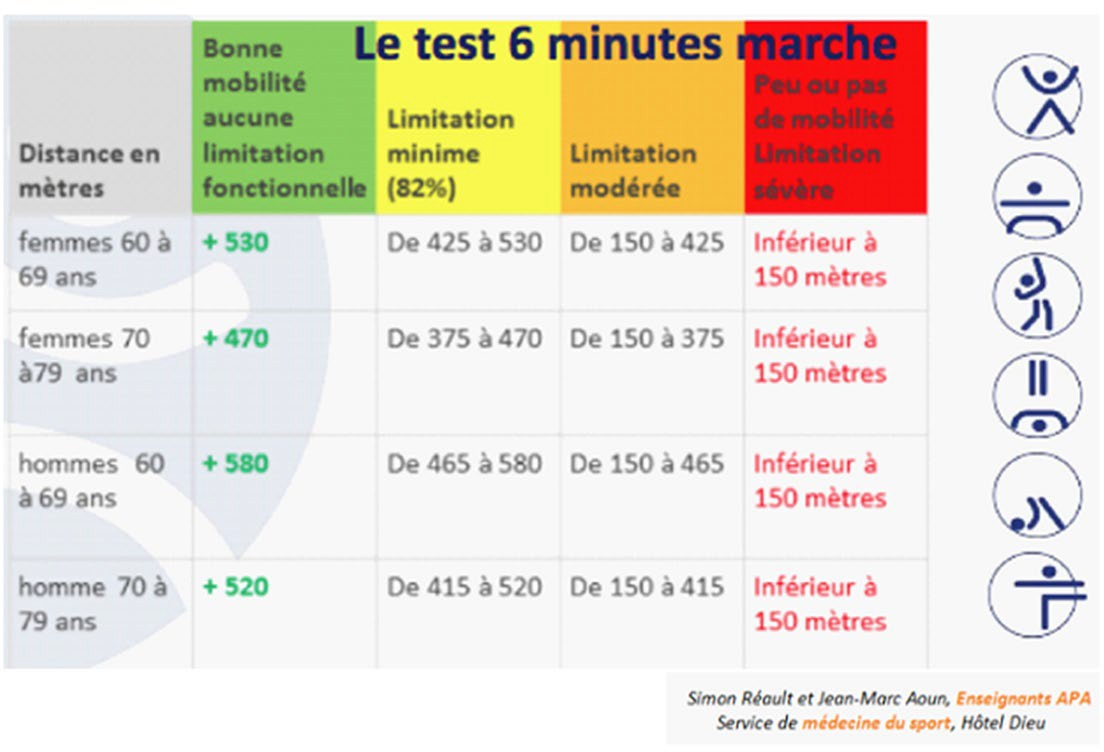 Le test 6 minutes marche
Distance en
mètres
Bonne
mobilité
aucune
limitation
fonctionnelle
Limitation
minime
(82%)
Limitation
modérée
Peu ou pas
de mobilité
Limitation
sévère
femmes 60 à
69 ans
+ 530
De 425 à 530
De 150 à 425
Inférieur à
150 mètres
femmes 70
à79 ans
+ 470
De 375 à 470
De 150 à 375
Inférieur à
150 mètres
hommes 60
à 69 ans
+ 580
De 465 à 580
De 150 à 465
Inférieur à
150 mètres
homme 70 à
79 ans
+ 520
De 415 à 520
De 150 à 415
Inférieur à
150 mètres
Simon Réault et Jean-Marc Aoun, Enseignants APA
Service de médecine du sport, Hôtel Dieu